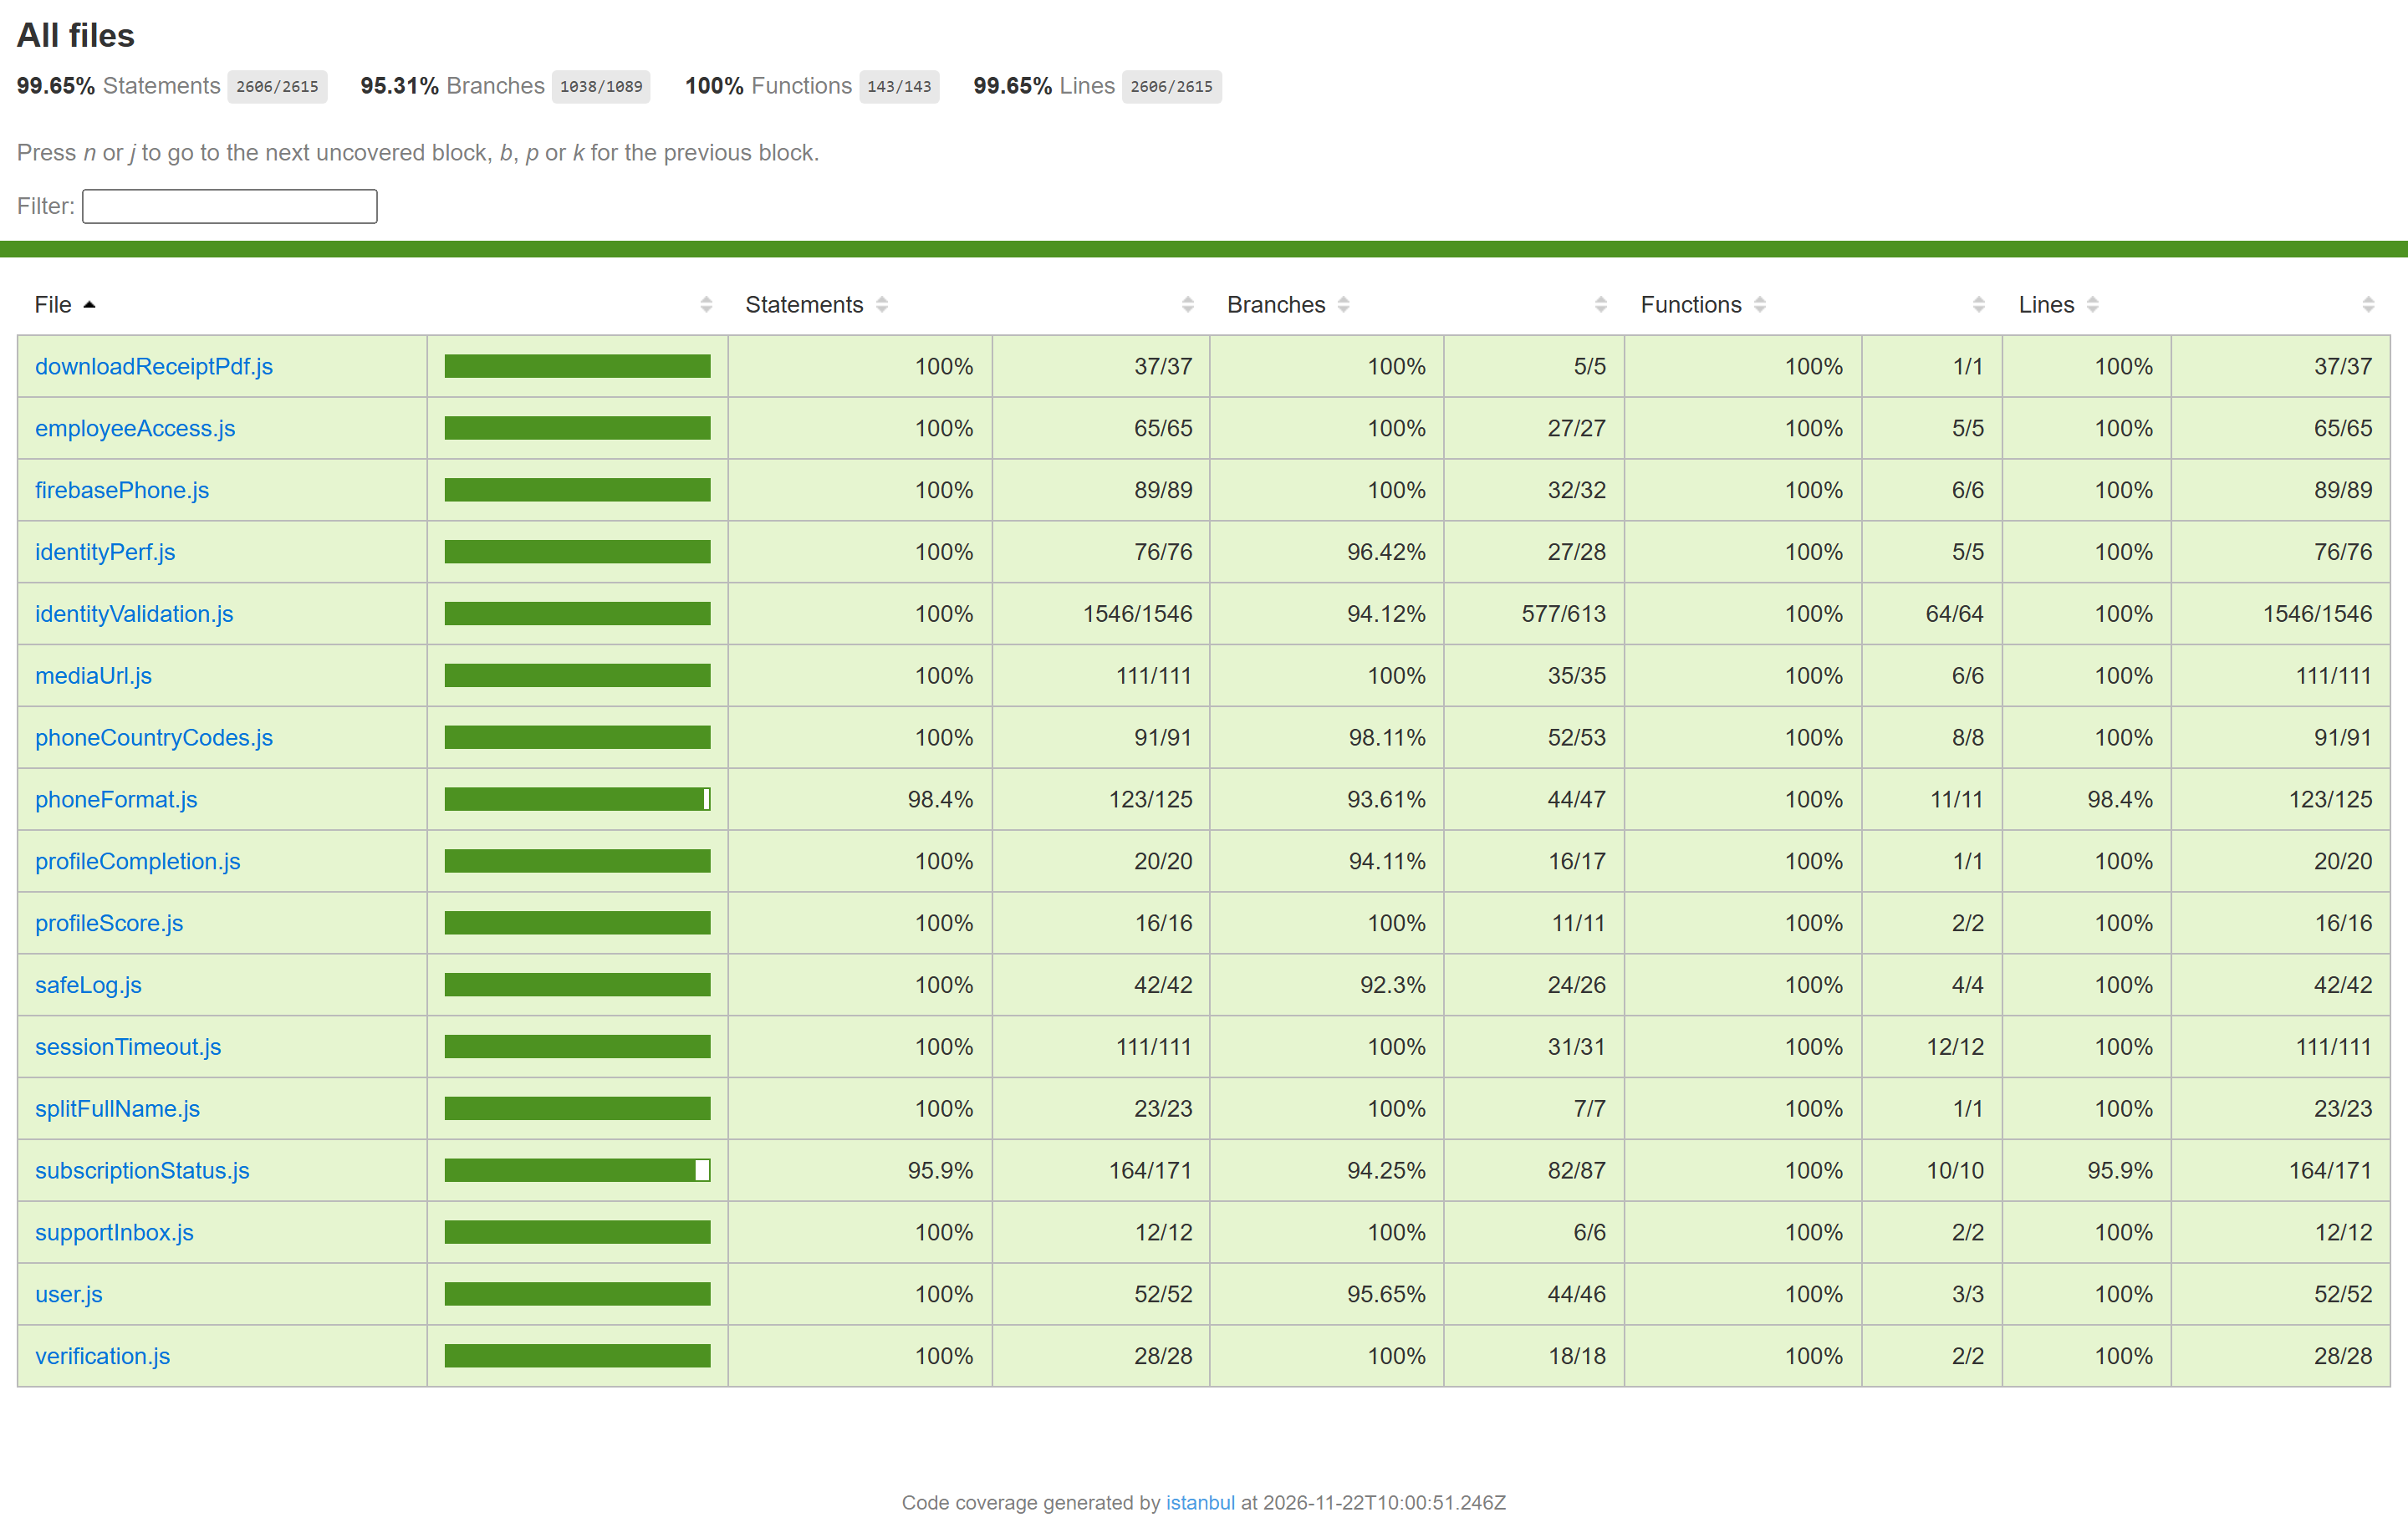 All files
99.65% Statements 2606/2615 95.31% Branches 1038/1089 100% Functions 143/143 99.65% Lines 2606/2615
Press n or j to go to the next uncovered block, b, p or k for the previous block.
Filter:
File Statements Branches Functions Lines
downloadReceiptPdf.js 100% 37/37 100% 5/5 100% 1/1 100% 37/37
employeeAccess.js 100% 65/65 100% 27/27 100% 5/5 100% 65/65
firebasePhone.js 100% 89/89 100% 32/32 100% 6/6 100% 89/89
identityPerf.js 100% 76/76 96.42% 27/28 100% 5/5 100% 76/76
identityValidation.js 100% 1546/1546 94.12% 577/613 100% 64/64 100% 1546/1546
mediaUrl.js 100% 111/111 100% 35/35 100% 6/6 100% 111/111
phoneCountryCodes.js 100% 91/91 98.11% 52/53 100% 8/8 100% 91/91
phoneFormat.js 98.4% 123/125 93.61% 44/47 100% 11/11 98.4% 123/125
profileCompletion.js 100% 20/20 94.11% 16/17 100% 1/1 100% 20/20
profileScore.js 100% 16/16 100% 11/11 100% 2/2 100% 16/16
safeLog.js 100% 42/42 92.3% 24/26 100% 4/4 100% 42/42
sessionTimeout.js 100% 111/111 100% 31/31 100% 12/12 100% 111/111
splitFullName.js 100% 23/23 100% 7/7 100% 1/1 100% 23/23
subscriptionStatus.js 95.9% 164/171 94.25% 82/87 100% 10/10 95.9% 164/171
supportInbox.js 100% 12/12 100% 6/6 100% 2/2 100% 12/12
user.js 100% 52/52 95.65% 44/46 100% 3/3 100% 52/52
verification.js 100% 28/28 100% 18/18 100% 2/2 100% 28/28
Code coverage generated by istanbul at 2026-11-22T10:00:51.246Z